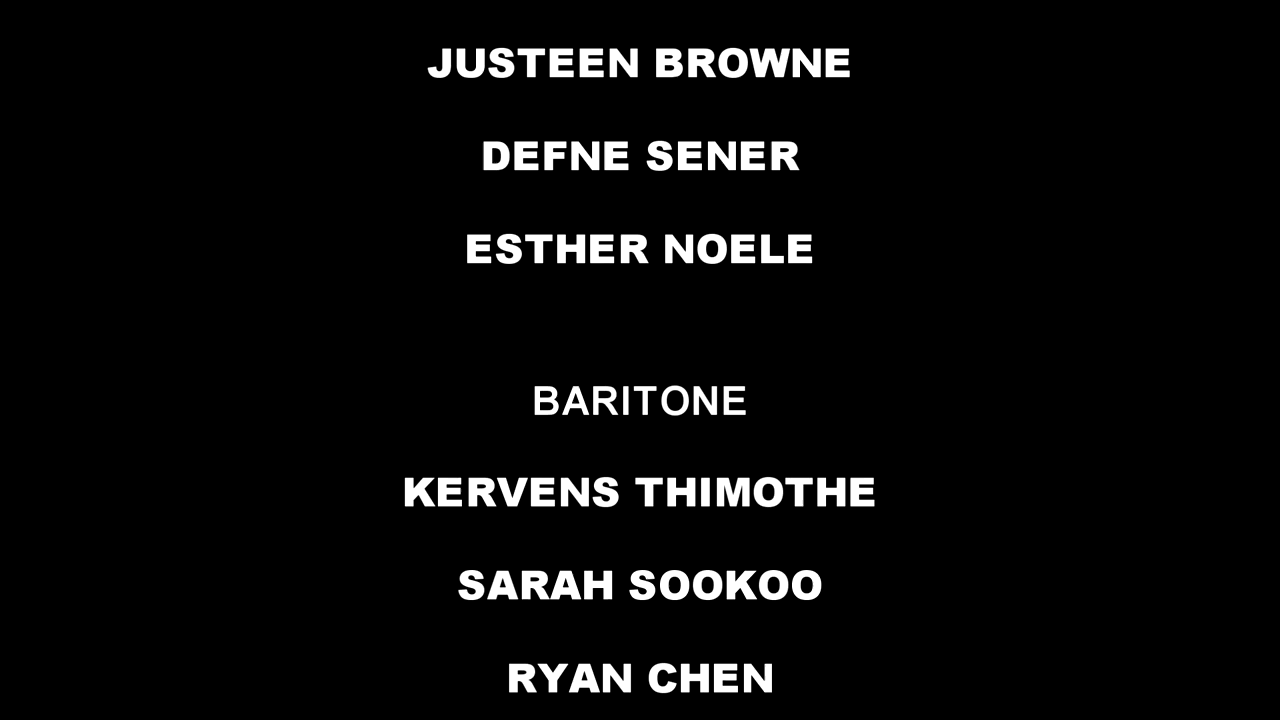 JUSTEEN BROWNE
DEFNE SENER
ESTHER NOELE
BARITONE
KERVENS THIMOTHE
SARAH SOOKOO
RYAN CHEN